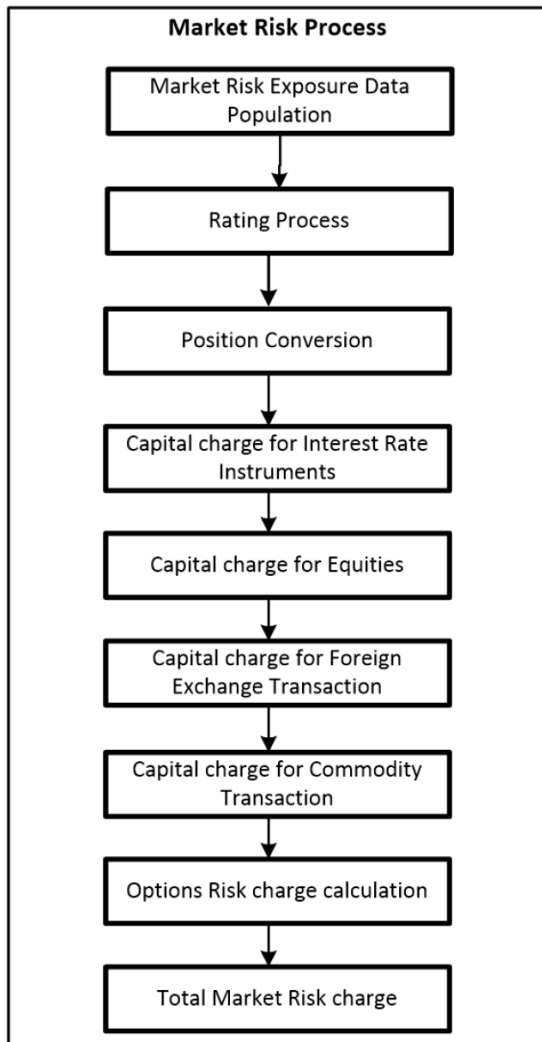 Market Risk Process
Market Risk Exposure Data
Population
Rating Process
Position Conversion
Capital charge for Interest Rate
Instruments
Capital charge for Equities
Capital charge for Foreign
Exchange Transaction
Capital charge for Commodity
Transaction
Options Risk charge calculation
Total Market Risk charge